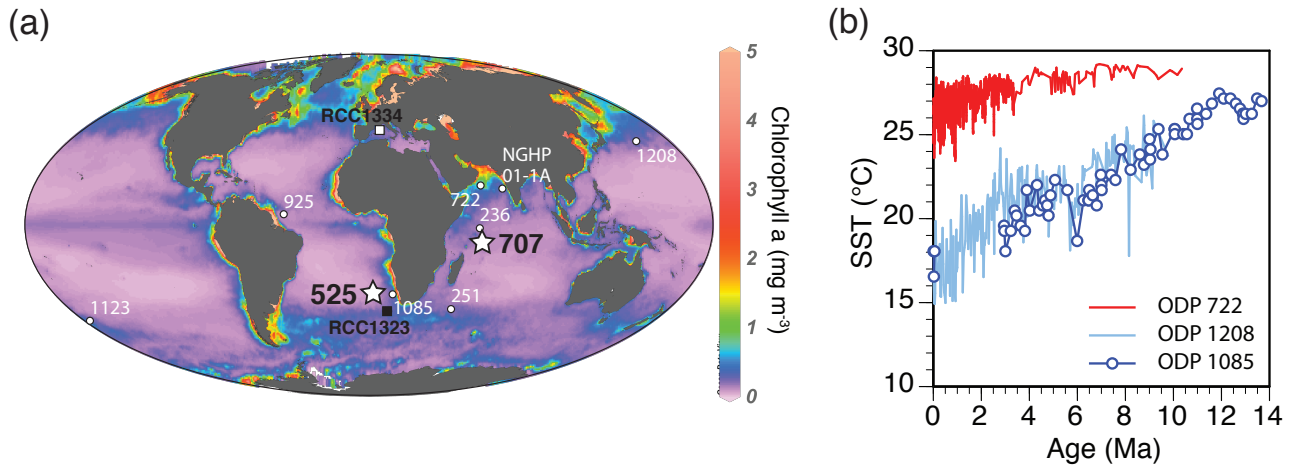 (a)
RCC1334
1208
NGHP
01-1A
722
925
236
707
525
1085
251
RCC1323
1123
5
4
3
2
1
0
Chlorophyll a (mg m-3)
(b)
30
25
20
15
10
SST (°C)
ODP 722
ODP 1208
ODP 1085
0 2 4 6 8 10 12 14
Age (Ma)